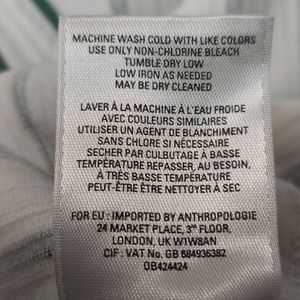 MACHINE WASH COLD WITH LIKE COLORS
USE ONLY NON-CHLORINE BLEACH
TUMBLE DRY LOW
LOW IRON AS NEEDED
MAY BE DRY CLEANED
LAVER À LA MACHINE À L'EAU FROIDE
AVEC COULEURS SIMILAIRES
UTILISER UN AGENT DE BLANCHIMENT
SANS CHLORE SI NÉCESSAIRE
SECHER PAR CULBUTAGE À BASSE
TEMPÉRATURE REPASSER, AU BESOIN,
À TRÈS BASSE TEMPÉRATURE
PEUT-ÊTRE ÊTRE NETTOYER À SEC
FOR EU : IMPORTED BY ANTHROPOLOGIE
24 MARKET PLACE, 3RD FLOOR,
LONDON, UK W1W8AN
CIF : VAT No. GB 684936382
OB424424